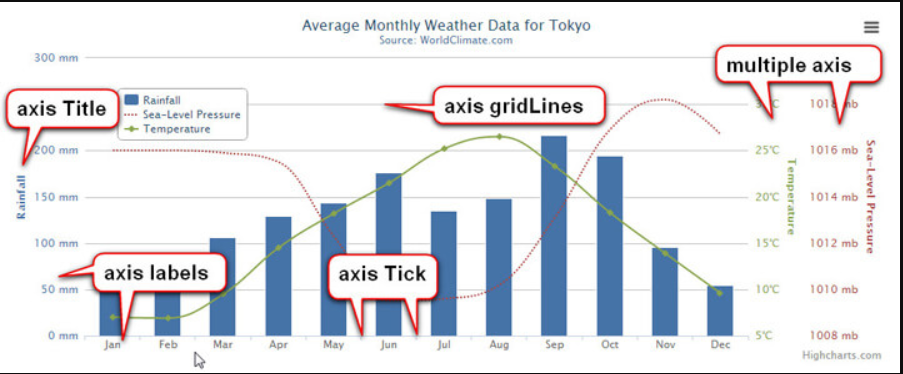 Average Monthly Weather Data for Tokyo
Source: WorldClimate.com
300 mm
multiple axis
axis Title
Rainfall
Sea-Level Pressure
Temperature
axis gridLines
1018 mb
200 mm
25°C
1016 mb
150 mm
20°C
1014 mb
100 mm
15°C
1012 mb
50 mm
10°C
1010 mb
0 mm
5°C
1008 mb
Rainfall
Temperature
Sea-Level Pressure
axis labels
axis Tick
Jan Feb Mar Apr May Jun Jul Aug Sep Oct Nov Dec
Highcharts.com